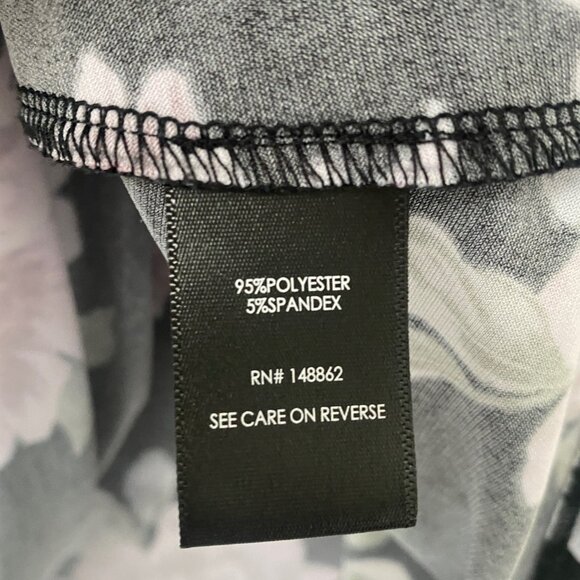 95%POLYESTER
5%SPANDEX
RN# 148862
SEE CARE ON REVERSE